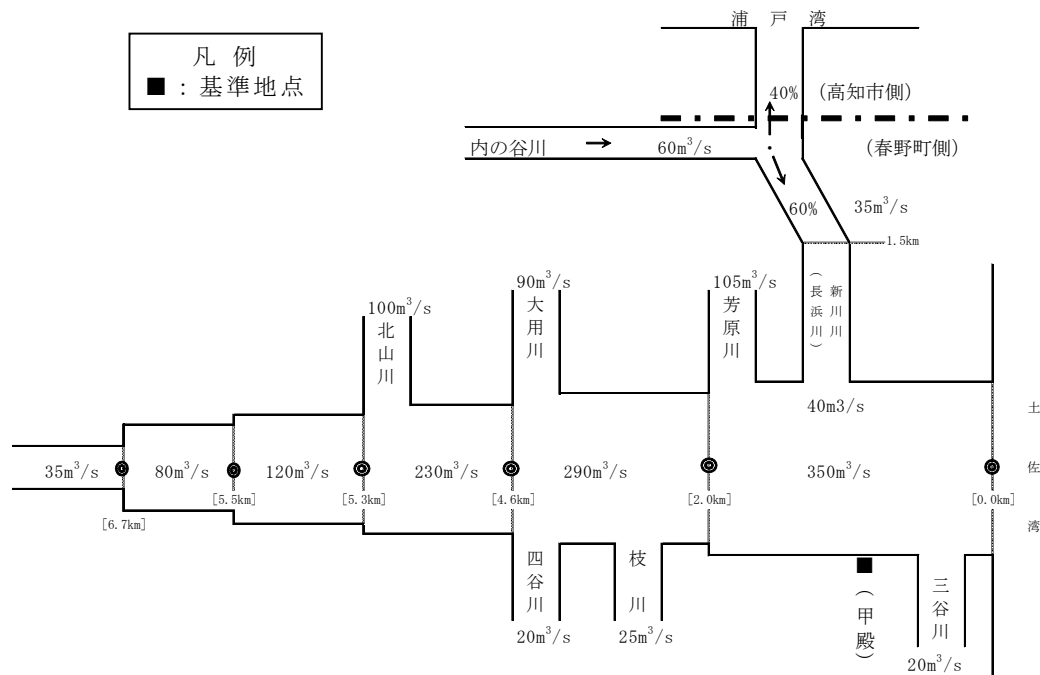 浦戸湾
凡例
■：基準地点
40%
(高知市側)
内の谷川
60m³/s
(春野町側)
60%
35m³/s
1.5km
新川川
(長浜川)
100m³/s
北山川
90m³/s
大用川
105m³/s
芳原川
40m3/s
土佐湾
35m³/s
80m³/s
120m³/s
230m³/s
290m³/s
350m³/s
[6.7km]
[5.5km]
[5.3km]
[4.6km]
[2.0km]
[0.0km]
四谷川
20m³/s
枝川
25m³/s
■(甲殿)
三谷川
20m³/s